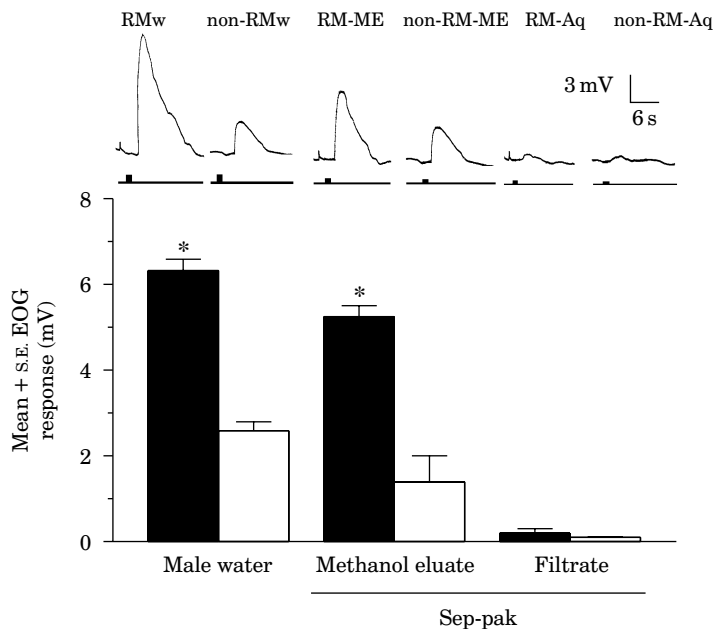 RMw non-RMw RM-ME non-RM-ME RM-Aq non-RM-Aq
3 mV
6 s
8
6
4
2
0
Mean + S.E. EOG
response (mV)
*
*
Male water Methanol eluate Filtrate
Sep-pak